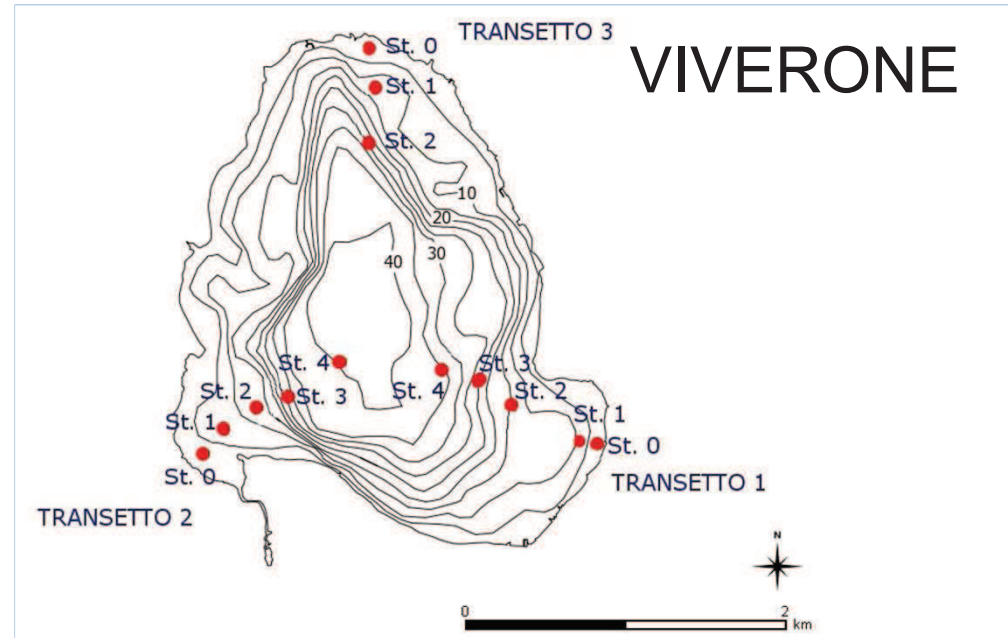 TRANSETTO 3
VIVERONE
St. 0
St. 1
St. 2
10
20
30
40
St. 4
St. 3
St. 2
St. 3
St. 4
St. 2
St. 1
St. 1
St. 0
St. 0
TRANSETTO 1
TRANSETTO 2
N
0
2
km